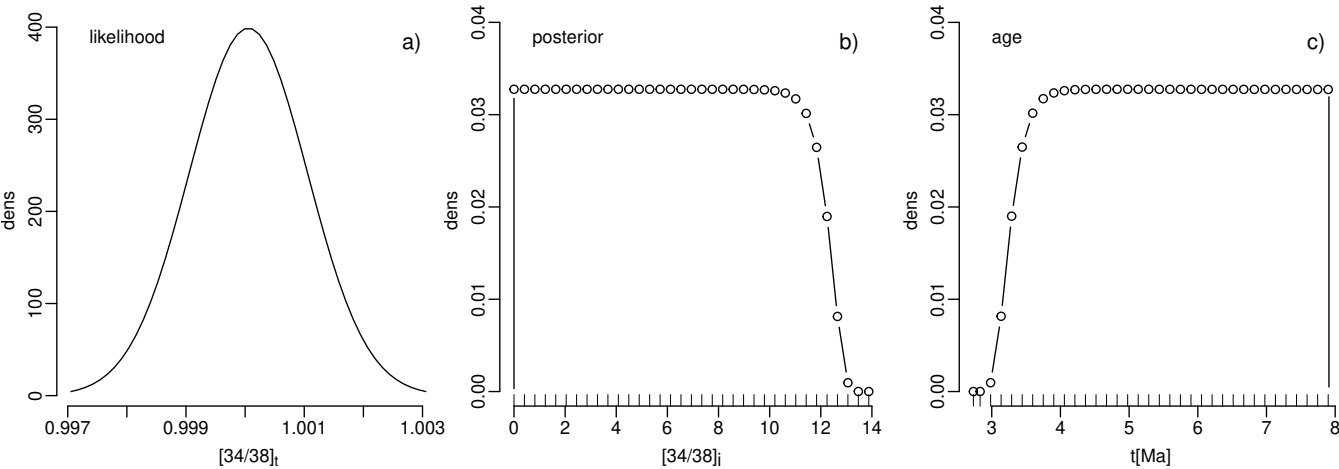 likelihood
a)
dens
0
100
200
300
400
0.997
0.999
1.001
1.003
[34/38]t
posterior
b)
dens
0.00
0.01
0.02
0.03
0.04
0
2
4
6
8
10
12
14
[34/38]i
age
c)
dens
0.00
0.01
0.02
0.03
0.04
3
4
5
6
7
8
t[Ma]